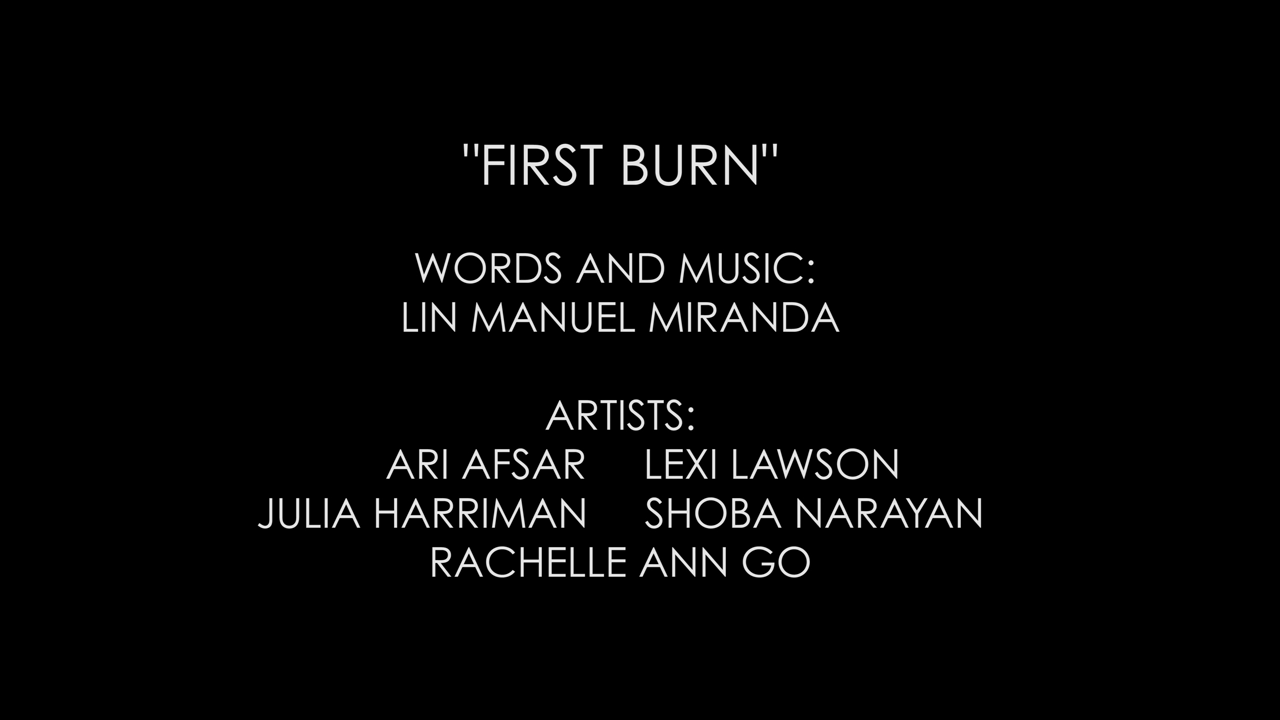 "FIRST BURN"
WORDS AND MUSIC:
LIN MANUEL MIRANDA
ARTISTS:
ARI AFSAR LEXI LAWSON
JULIA HARRIMAN SHOBA NARAYAN
RACHELLE ANN GO